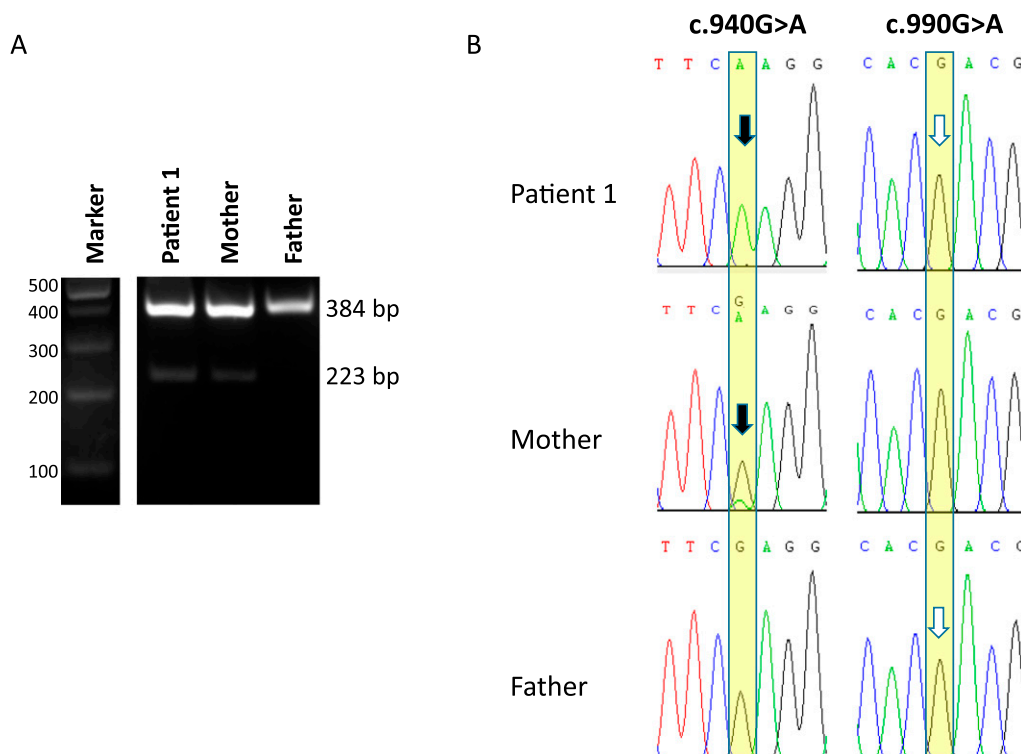 A
Marker
Patient 1
Mother
Father
500
400
300
200
100
384 bp
223 bp
B
c.940G>A
c.990G>A
Patient 1
T T C A A G G
C A C G A C G
Mother
T T C G A G G
A
C A C G A C G
Father
T T C G A G G
C A C G A C